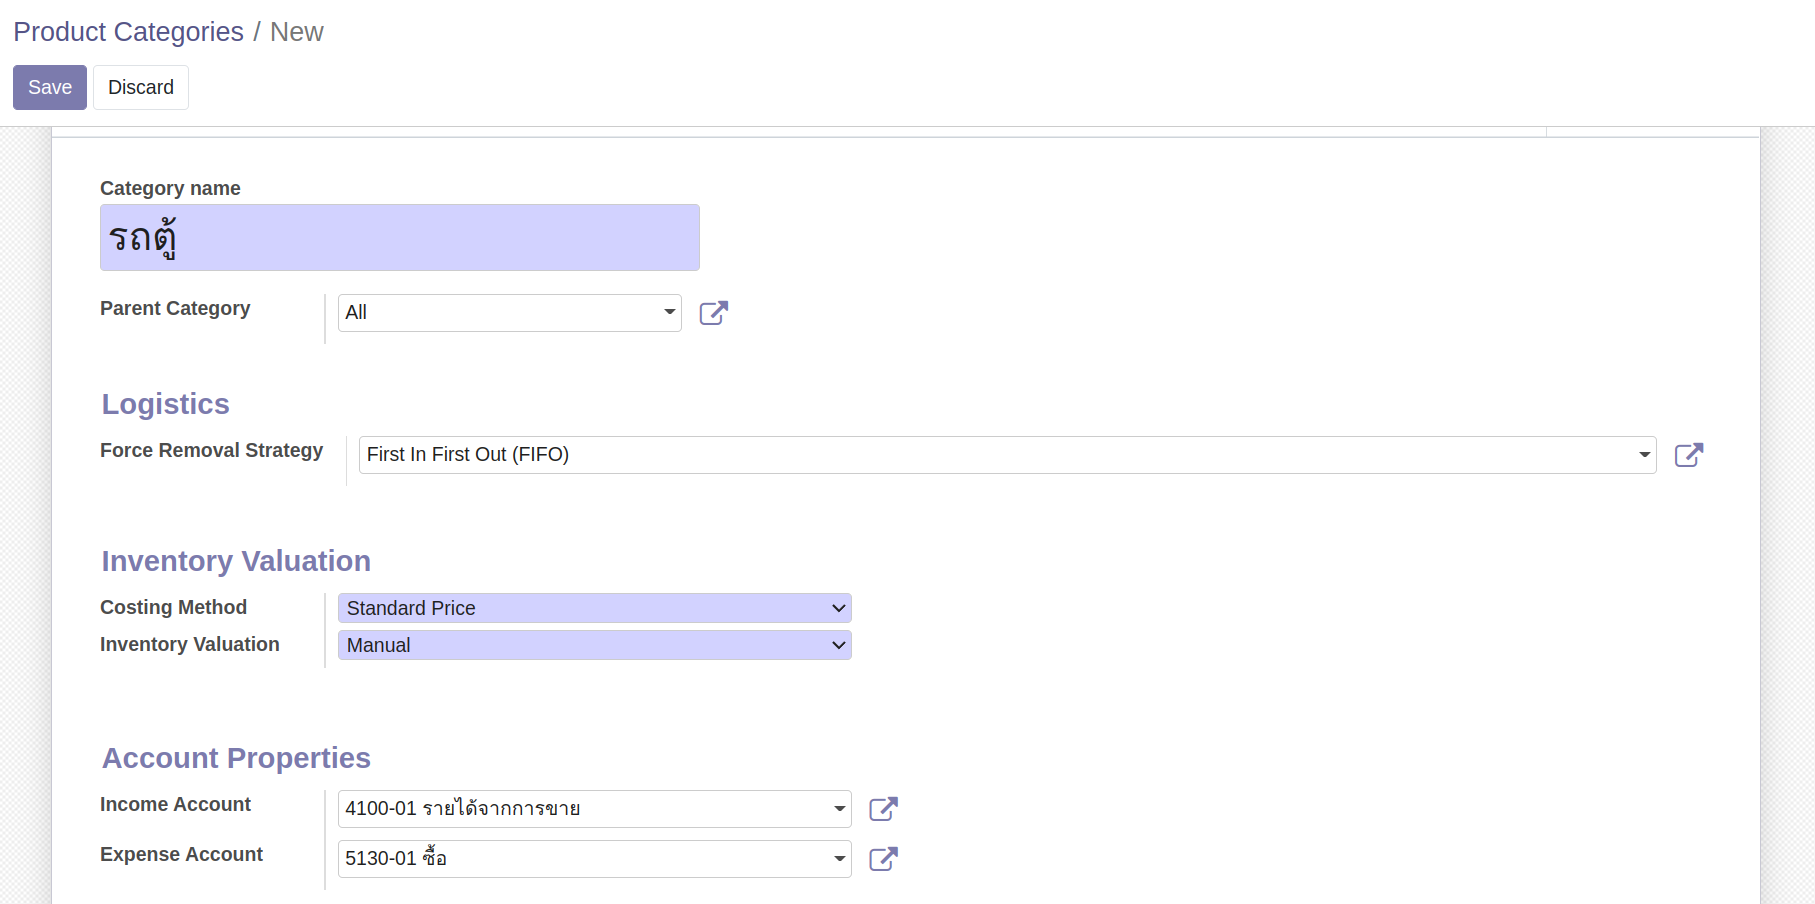 Product Categories / New
Save Discard
Category name
รถตู้
Parent Category All
Logistics
Force Removal Strategy First In First Out (FIFO)
Inventory Valuation
Costing Method Standard Price
Inventory Valuation Manual
Account Properties
Income Account 4100-01 รายได้จากการขาย
Expense Account 5130-01 ซื้อ